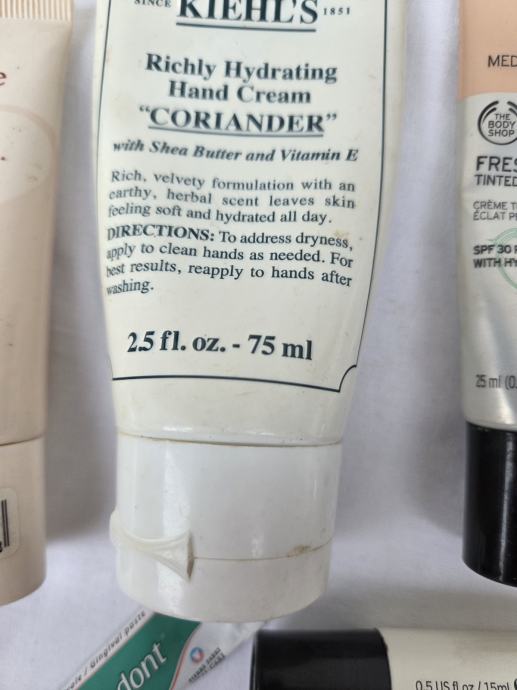 SINCE KIEHL'S 1851
Richly Hydrating
Hand Cream
"CORIANDER"
with Shea Butter and Vitamin E
Rich, velvety formulation with an
earthy, herbal scent leaves skin
feeling soft and hydrated all day.
DIRECTIONS: To address dryness,
apply to clean hands as needed. For
best results, reapply to hands after
washing.
2.5 fl. oz. - 75 ml
MED
THE
BODY
SHOP
FRES
TINTED
CRÈME T
ÉCLAT P
SPF 30
WITH HY
25 ml (0.
/ Gingival paste
dont
0.5 US fl oz / 15ml